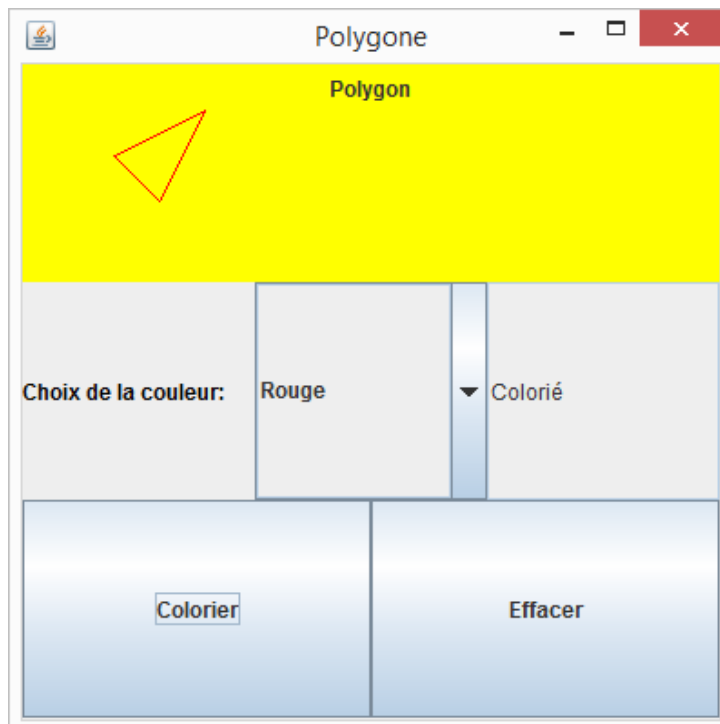 Polygone
Polygon
Choix de la couleur:
Rouge
Colorié
Colorier
Effacer